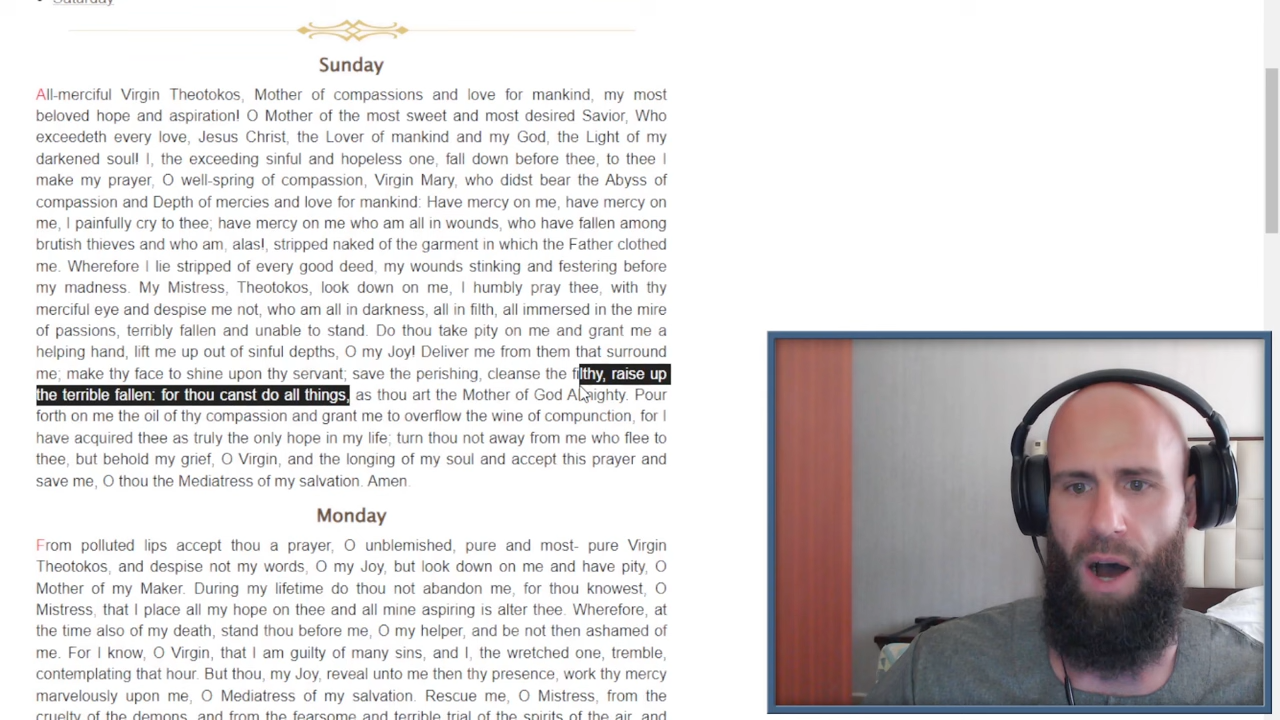 Saturday
Sunday
All-merciful Virgin Theotokos, Mother of compassions and love for mankind, my most
beloved hope and aspiration! O Mother of the most sweet and most desired Savior, Who
exceedeth every love, Jesus Christ, the Lover of mankind and my God, the Light of my
darkened soul! I, the exceeding sinful and hopeless one, fall down before thee, to thee I
make my prayer, O well-spring of compassion, Virgin Mary, who didst bear the Abyss of
compassion and Depth of mercies and love for mankind: Have mercy on me, have mercy on
me, I painfully cry to thee; have mercy on me who am all in wounds, who have fallen among
brutish thieves and who am, alas!, stripped naked of the garment in which the Father clothed
me. Wherefore I lie stripped of every good deed, my wounds stinking and festering before
my madness. My Mistress, Theotokos, look down on me, I humbly pray thee, with thy
merciful eye and despise me not, who am all in darkness, all in filth, all immersed in the mire
of passions, terribly fallen and unable to stand. Do thou take pity on me and grant me a
helping hand, lift me up out of sinful depths, O my Joy! Deliver me from them that surround
me; make thy face to shine upon thy servant; save the perishing, cleanse the filthy, raise up
the terrible fallen: for thou canst do all things, as thou art the Mother of God Almighty. Pour
forth on me the oil of thy compassion and grant me to overflow the wine of compunction, for I
have acquired thee as truly the only hope in my life; turn thou not away from me who flee to
thee, but behold my grief, O Virgin, and the longing of my soul and accept this prayer and
save me, O thou the Mediatress of my salvation. Amen.
Monday
From polluted lips accept thou a prayer, O unblemished, pure and most- pure Virgin
Theotokos, and despise not my words, O my Joy, but look down on me and have pity, O
Mother of my Maker. During my lifetime do thou not abandon me, for thou knowest, O
Mistress, that I place all my hope on thee and all mine aspiring is alter thee. Wherefore, at
the time also of my death, stand thou before me, O my helper, and be not then ashamed of
me. For I know, O Virgin, that I am guilty of many sins, and I, the wretched one, tremble,
contemplating that hour. But thou, my Joy, reveal unto me then thy presence, work thy mercy
marvelously upon me, O Mediatress of my salvation. Rescue me, O Mistress, from the
cruelty of the demons, and from the fearsome and terrible trial of the spirits of the air, and